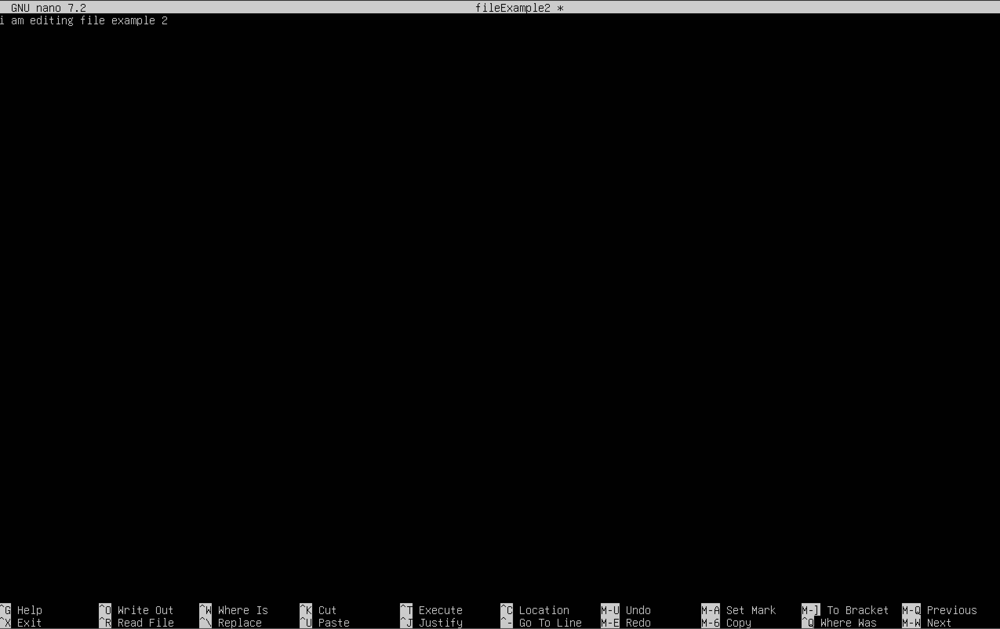 GNU nano 7.2 fileExample2 *
i am editing file example 2
^G Help ^O Write Out ^W Where Is ^K Cut ^T Execute ^C Location M-U Undo M-A Set Mark M-] To Bracket M-Q Previous
^X Exit ^R Read File ^\ Replace ^U Paste ^J Justify ^- Go To Line M-E Redo M-6 Copy ^Q Where Was M-W Next